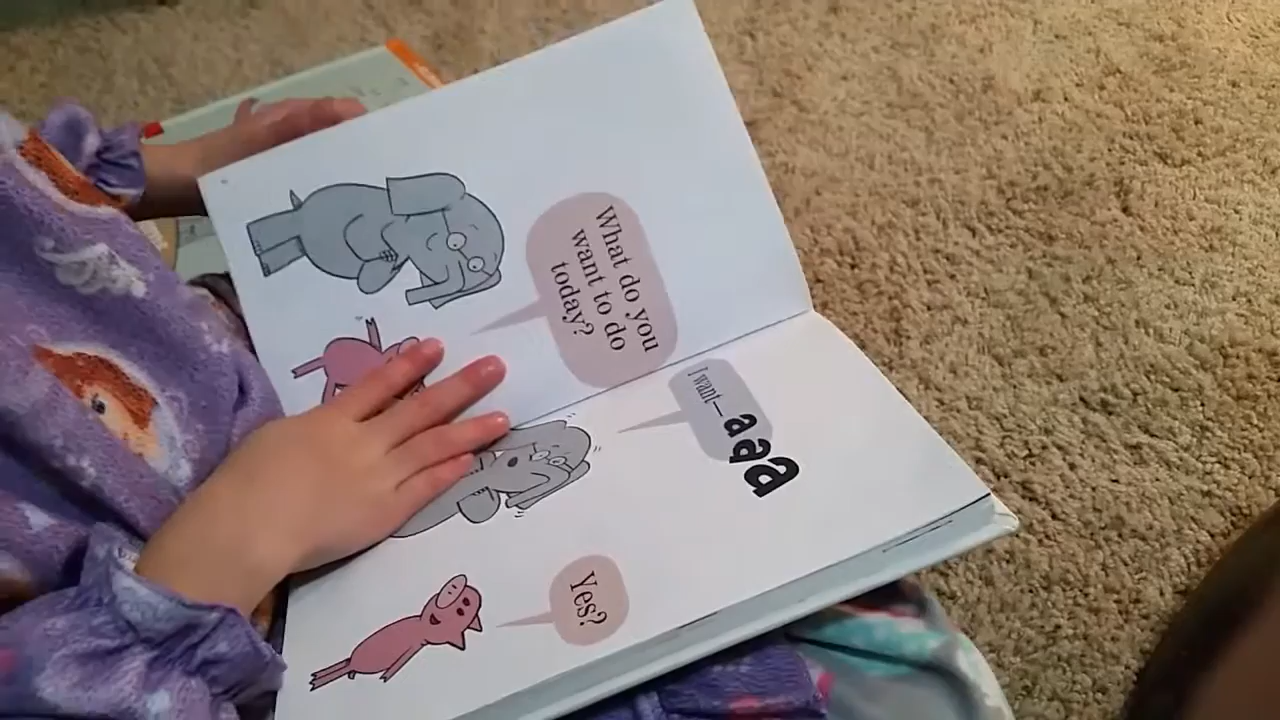 What do you
want to do
today?
I want—aaa
Yes?